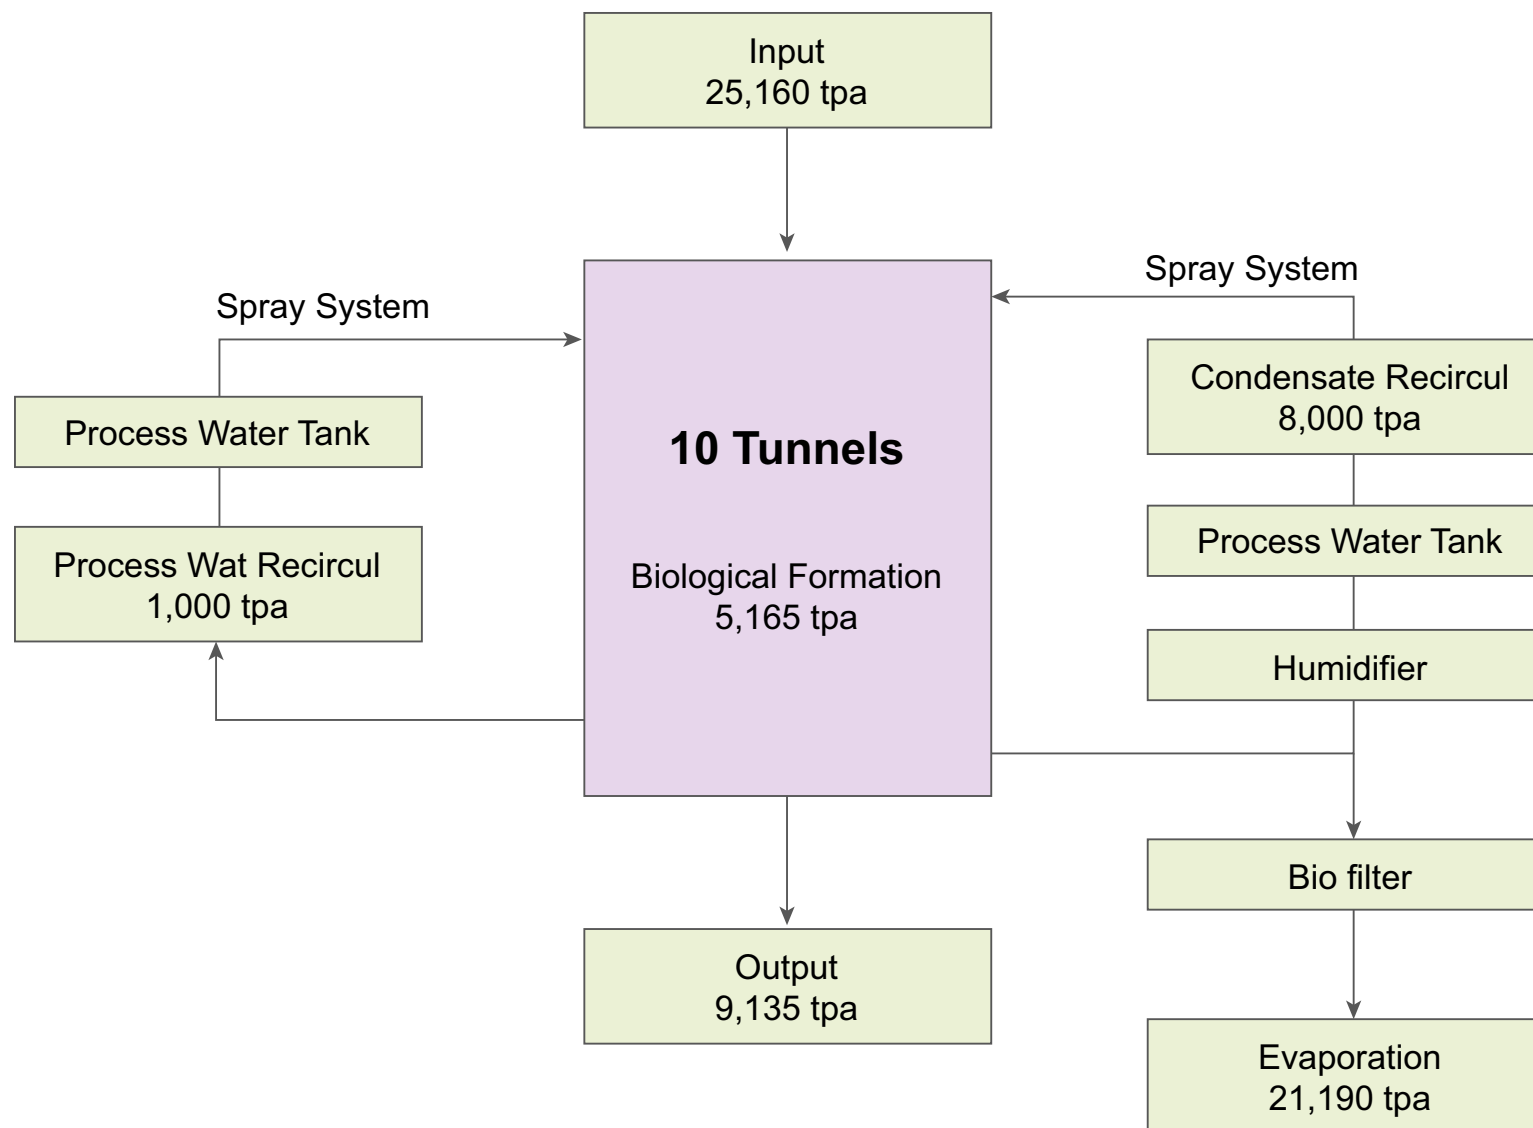 Input
25,160 tpa
Spray System
Spray System
Process Water Tank
Process Wat Recircul
1,000 tpa
10 Tunnels
Biological Formation
5,165 tpa
Condensate Recircul
8,000 tpa
Process Water Tank
Humidifier
Bio filter
Output
9,135 tpa
Evaporation
21,190 tpa